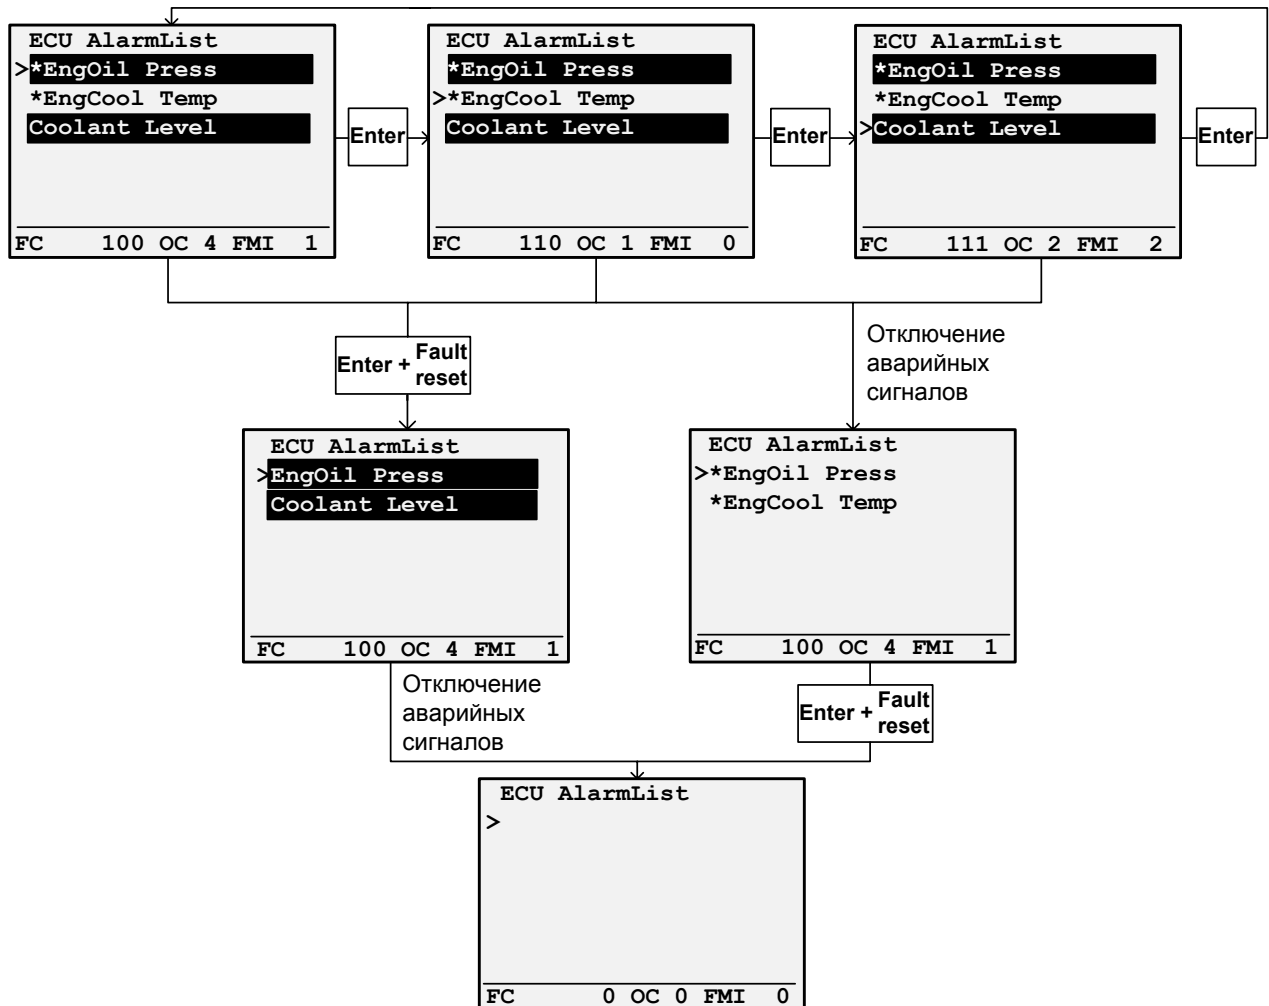 ECU AlarmList
>*EngOil Press
*EngCool Temp
Coolant Level
FC 100 OC 4 FMI 1
Enter
ECU AlarmList
*EngOil Press
>*EngCool Temp
Coolant Level
FC 110 OC 1 FMI 0
Enter
ECU AlarmList
*EngOil Press
*EngCool Temp
>Coolant Level
FC 111 OC 2 FMI 2
Enter
Enter + Fault
reset
Отключение
аварийных
сигналов
ECU AlarmList
>EngOil Press
Coolant Level
FC 100 OC 4 FMI 1
ECU AlarmList
>*EngOil Press
*EngCool Temp
FC 100 OC 4 FMI 1
Отключение
аварийных
сигналов
Enter + Fault
reset
ECU AlarmList
>
FC 0 OC 0 FMI 0